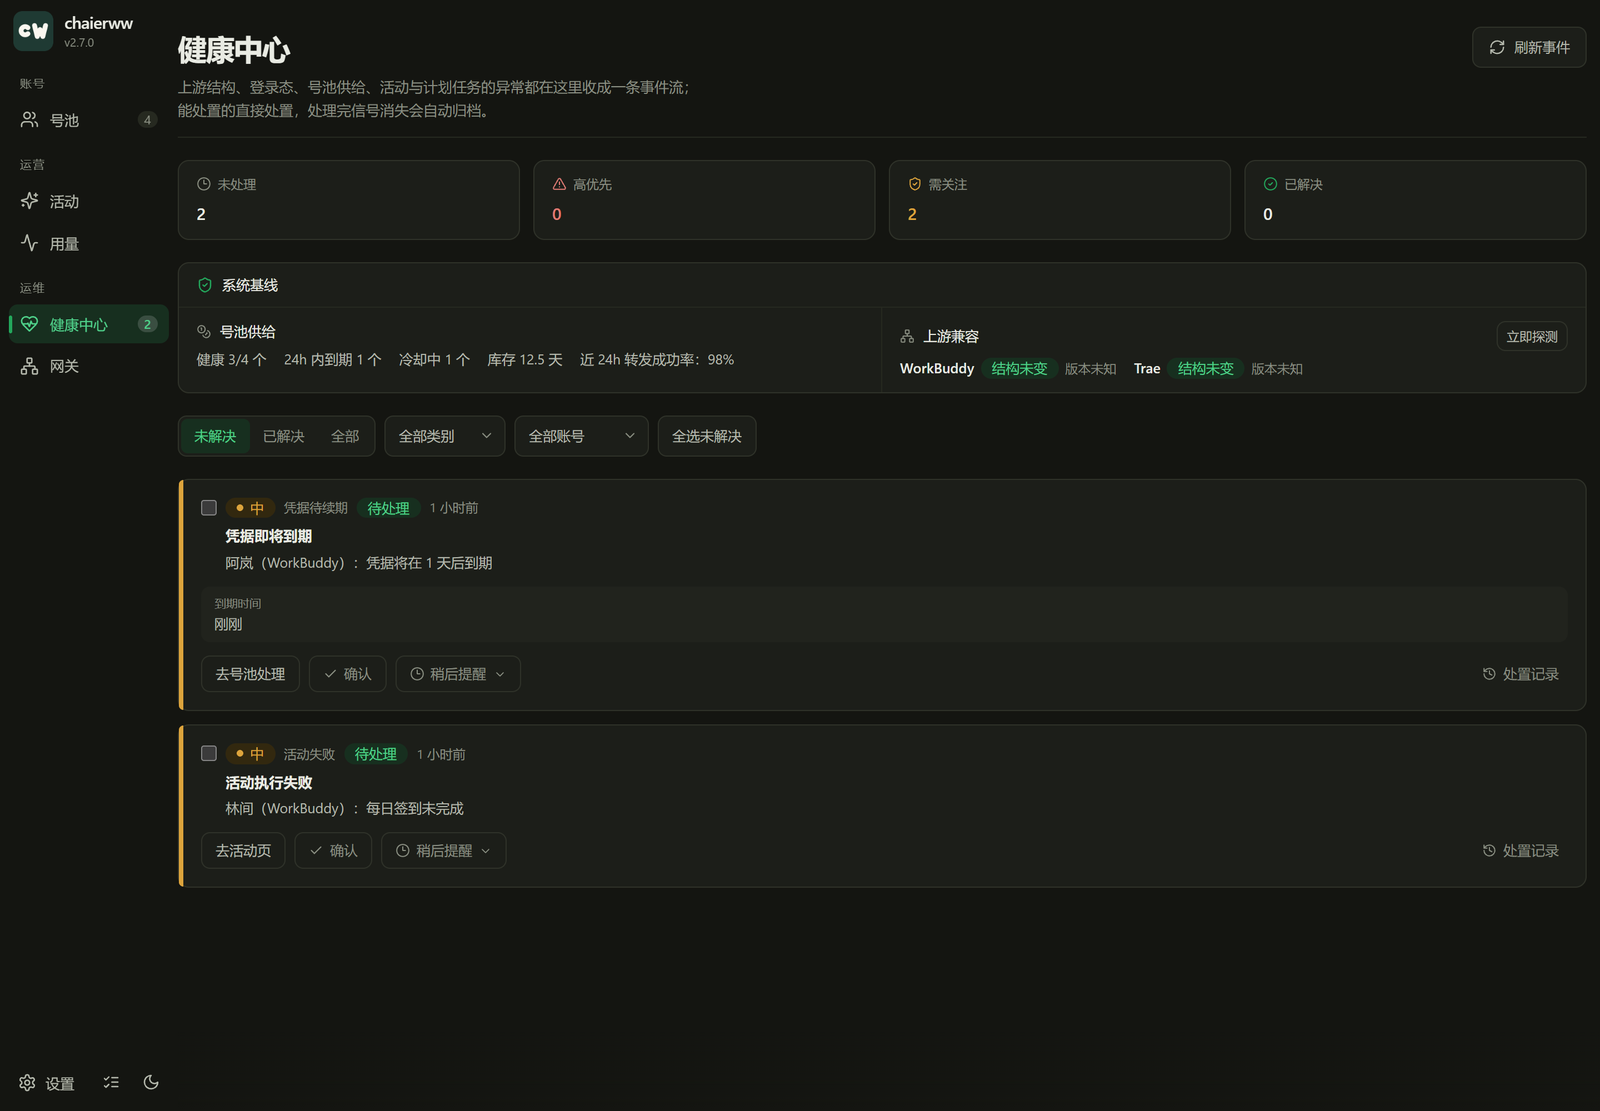 cw
chaierww
v2.7.0
账号
号池 4
运营
活动
用量
运维
健康中心 2
网关
设置
健康中心
上游结构、登录态、号池供给、活动与计划任务的异常都在这里收成一条事件流;
能处置的直接处置，处理完信号消失会自动归档。
刷新事件
未处理
2
高优先
0
需关注
2
已解决
0
系统基线
号池供给
健康 3/4 个 24h 内到期 1 个 冷却中 1 个 库存 12.5 天 近 24h 转发成功率：98%
上游兼容
立即探测
WorkBuddy 结构未变 版本未知 Trae 结构未变 版本未知
未解决 已解决 全部 全部类别 全部账号 全选未解决
中 凭据待续期 待处理 1 小时前
凭据即将到期
阿岚（WorkBuddy）：凭据将在 1 天后到期
到期时间
刚刚
去号池处理 确认 稍后提醒 处置记录
中 活动失败 待处理 1 小时前
活动执行失败
林间（WorkBuddy）：每日签到未完成
去活动页 确认 稍后提醒 处置记录